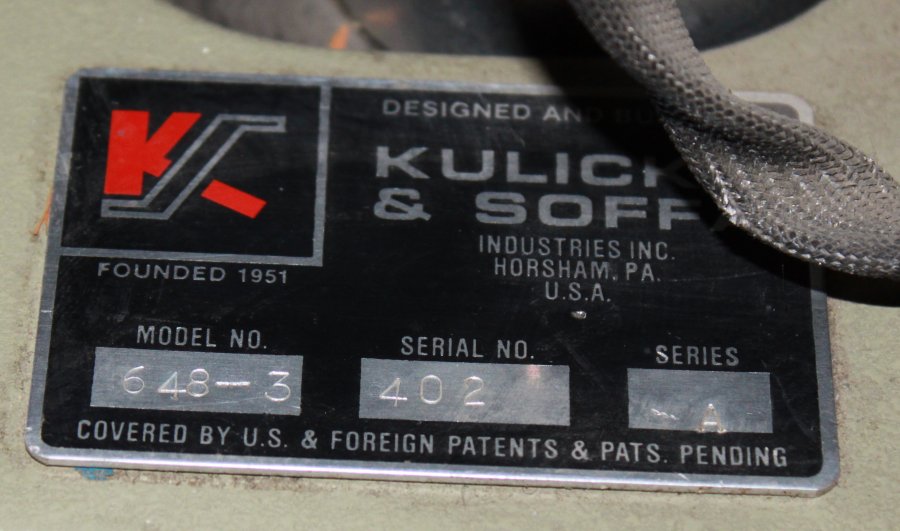 DESIGNED AND
KULICK
& SOFF
INDUSTRIES INC.
HORSHAM, PA.
U.S.A.
FOUNDED 1951
MODEL NO.
648-3
SERIAL NO.
402
SERIES
A
COVERED BY U.S. & FOREIGN PATENTS & PATS. PENDING